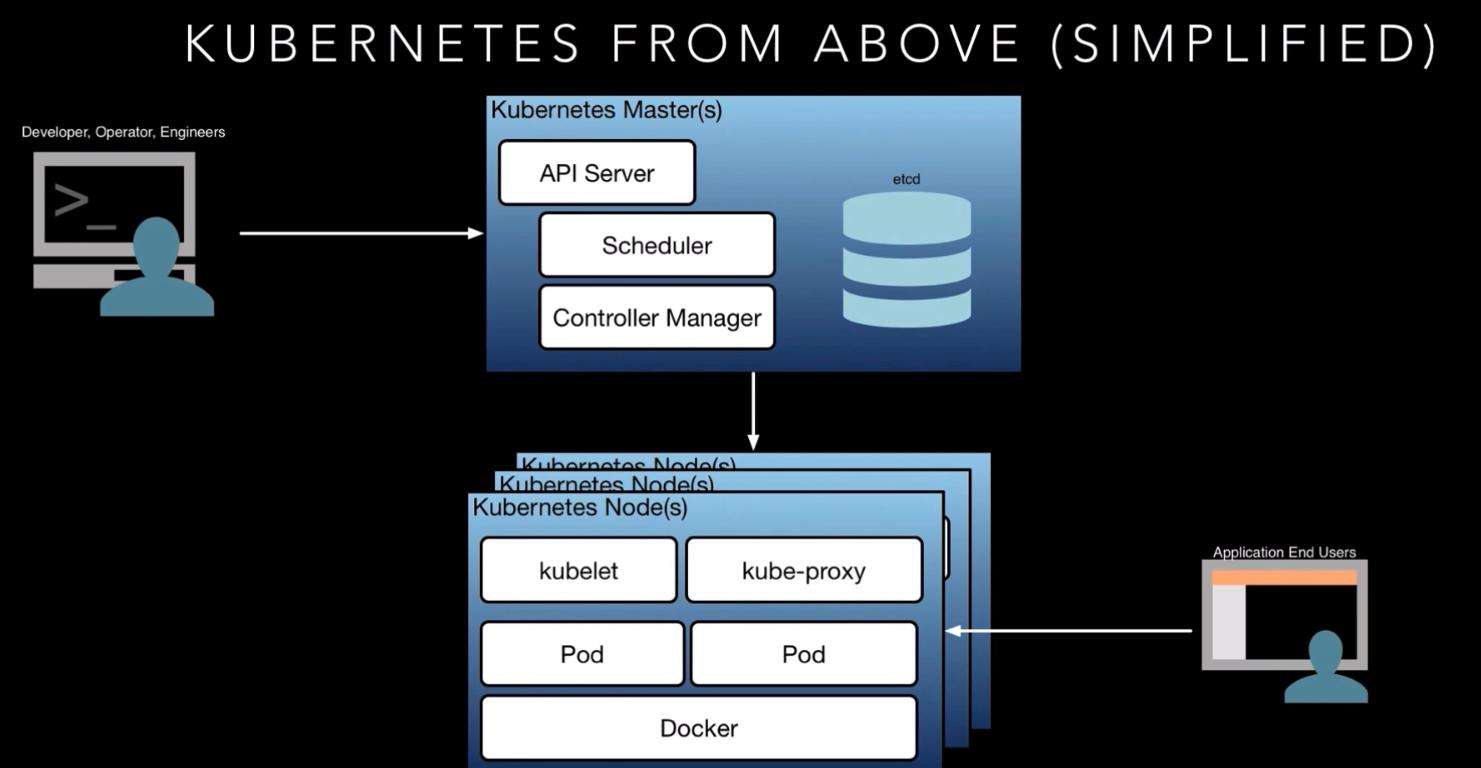 KUBERNETES FROM ABOVE (SIMPLIFIED)
Developer, Operator, Engineers
>_
Kubernetes Master(s)
API Server
Scheduler
Controller Manager
etcd
Kubernetes Node(s)
Kubernetes Node(s)
Kubernetes Node(s)
kubelet
kube-proxy
Pod
Pod
Docker
Application End Users